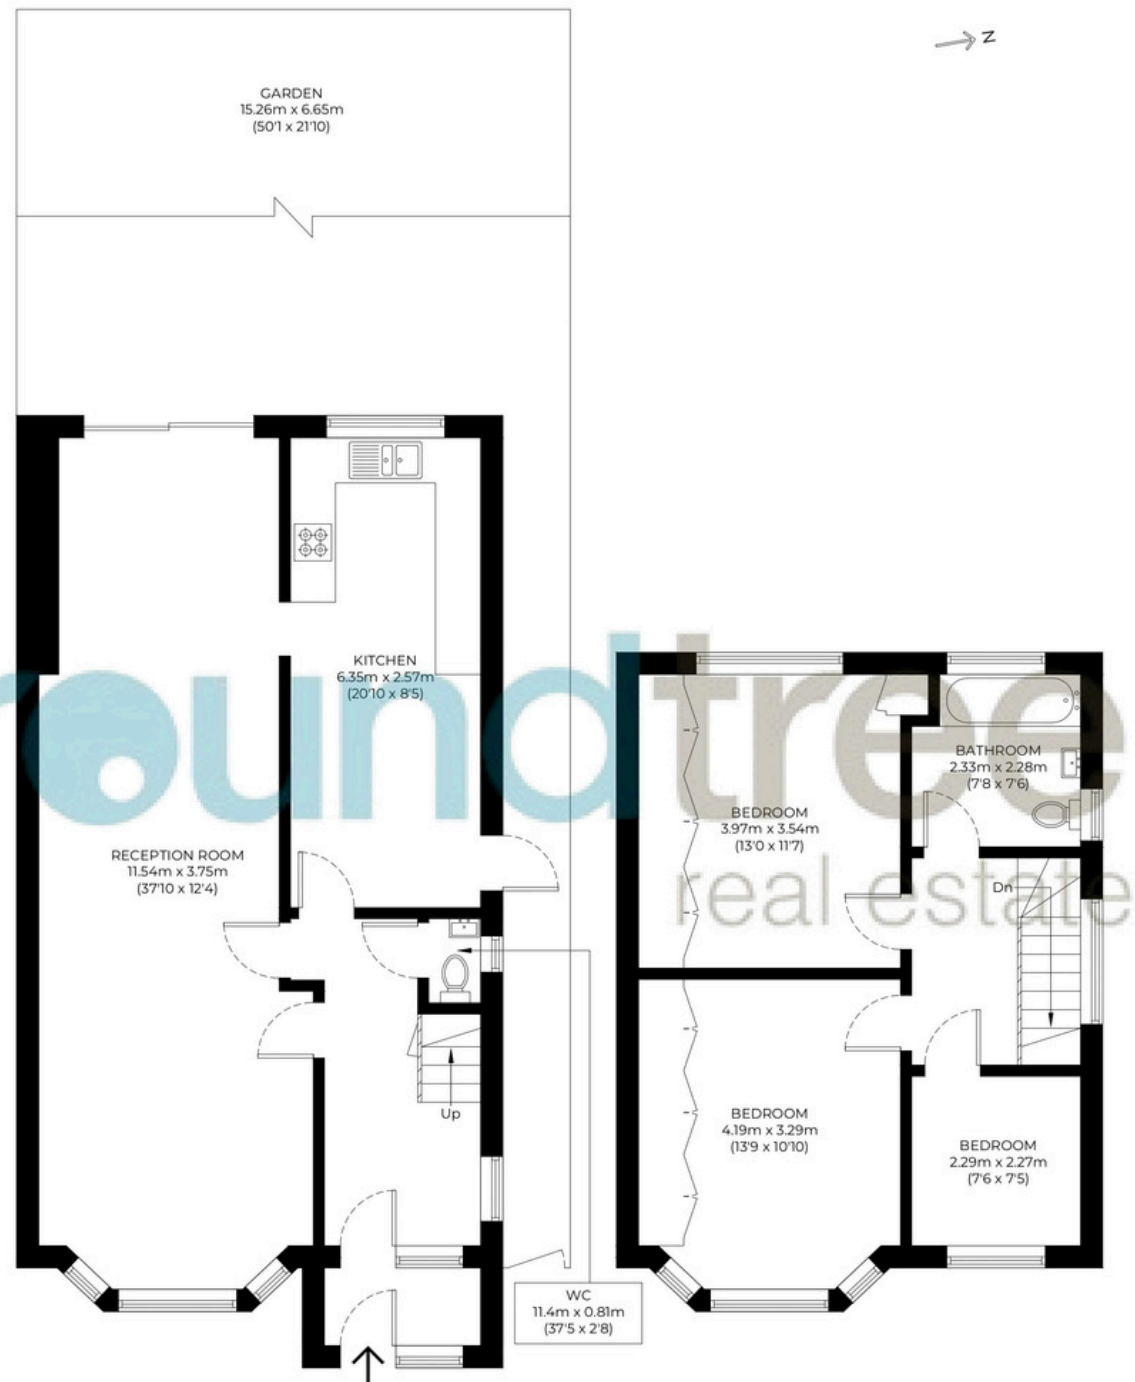 N
GARDEN
15.26m x 6.65m
(50'1 x 21'10)
KITCHEN
6.35m x 2.57m
(20'10 x 8'5)
roundtree
real estate
RECEPTION ROOM
11.54m x 3.75m
(37'10 x 12'4)
Up
WC
11.4m x 0.81m
(37'5 x 2'8)
BEDROOM
3.97m x 3.54m
(13'0 x 11'7)
BATHROOM
2.33m x 2.28m
(7'8 x 7'6)
Dn
BEDROOM
4.19m x 3.29m
(13'9 x 10'10)
BEDROOM
2.29m x 2.27m
(7'6 x 7'5)